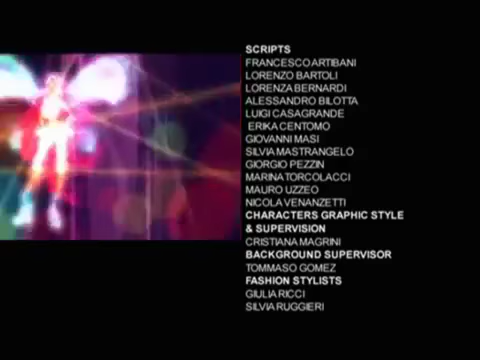 SCRIPTS
FRANCESCO ARTIBANI
LORENZO BARTOLI
LORENZA BERNARDI
ALESSANDRO BILOTTA
LUIGI CASAGRANDE
ERIKA CENTOMO
GIOVANNI MASI
SILVIA MASTRANGELO
GIORGIO PEZZIN
MARINA TORCOLACCI
MAURO UZZEO
NICOLA VENANZETTI
CHARACTERS GRAPHIC STYLE
& SUPERVISION
CRISTIANA MAGRINI
BACKGROUND SUPERVISOR
TOMMASO GOMEZ
FASHION STYLISTS
GIULIA RICCI
SILVIA RUGGIERI